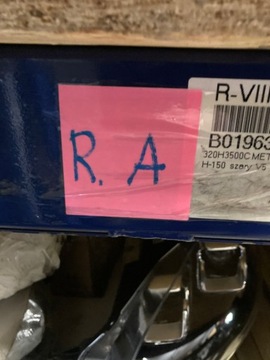 R. A
R-VIII
B01963
320H3500C MET
H-150 szary, V5